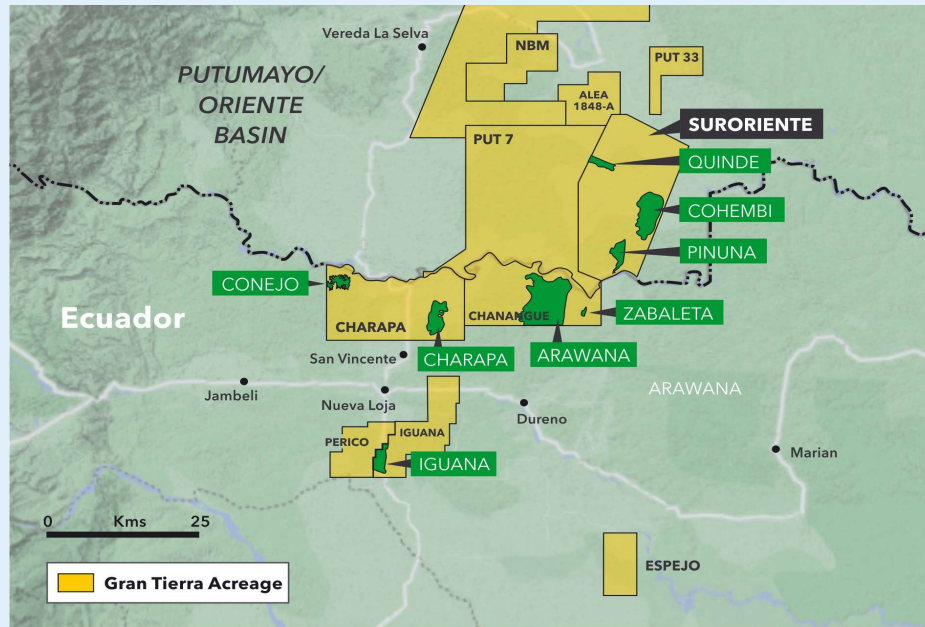 Vereda La Selva
NBM
PUT 33
PUTUMAYO/
ORIENTE
BASIN
ALEA
1848-A
SURORIENTE
PUT 7
QUINDE
COHEMBI
PINUNA
CONEJO
Ecuador
CHARAPA
CHANANGUE
ZABALETA
San Vincente
CHARAPA
ARAWANA
Jambeli
ARAWANA
Nueva Loja
Dureno
PERICO
IGUANA
IGUANA
Marian
0 Kms 25
ESPEJO
Gran Tierra Acreage